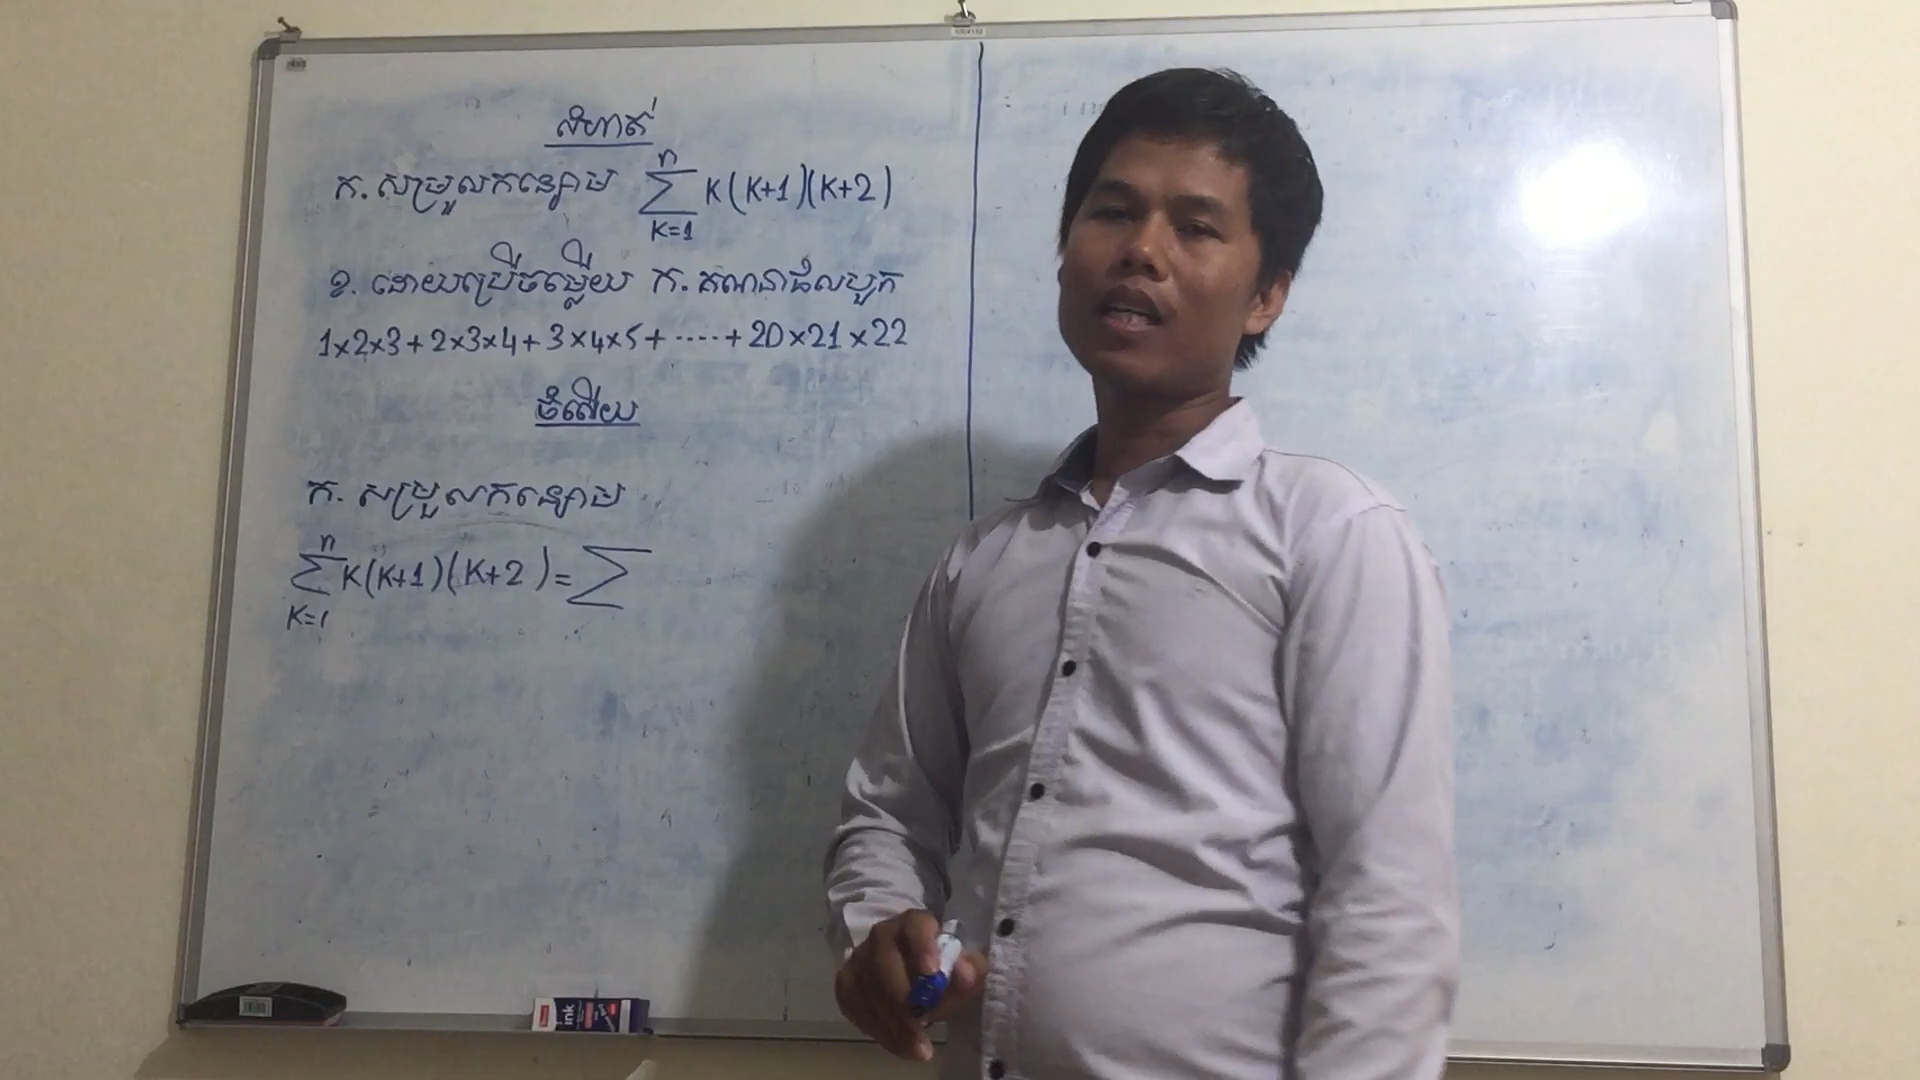 លំហាត់
ក. សម្រួលកន្សោម n ∑ K=1 K(K+1)(K+2)
ខ. ដោយប្រើចម្លើយ ក. គណនាផលបូក
1×2×3+2×3×4+3×4×5+.....+20×21×22
ចំលើយ
ក. សម្រួលកន្សោម
n ∑ K=1 K(K+1)(K+2)=∑
ink